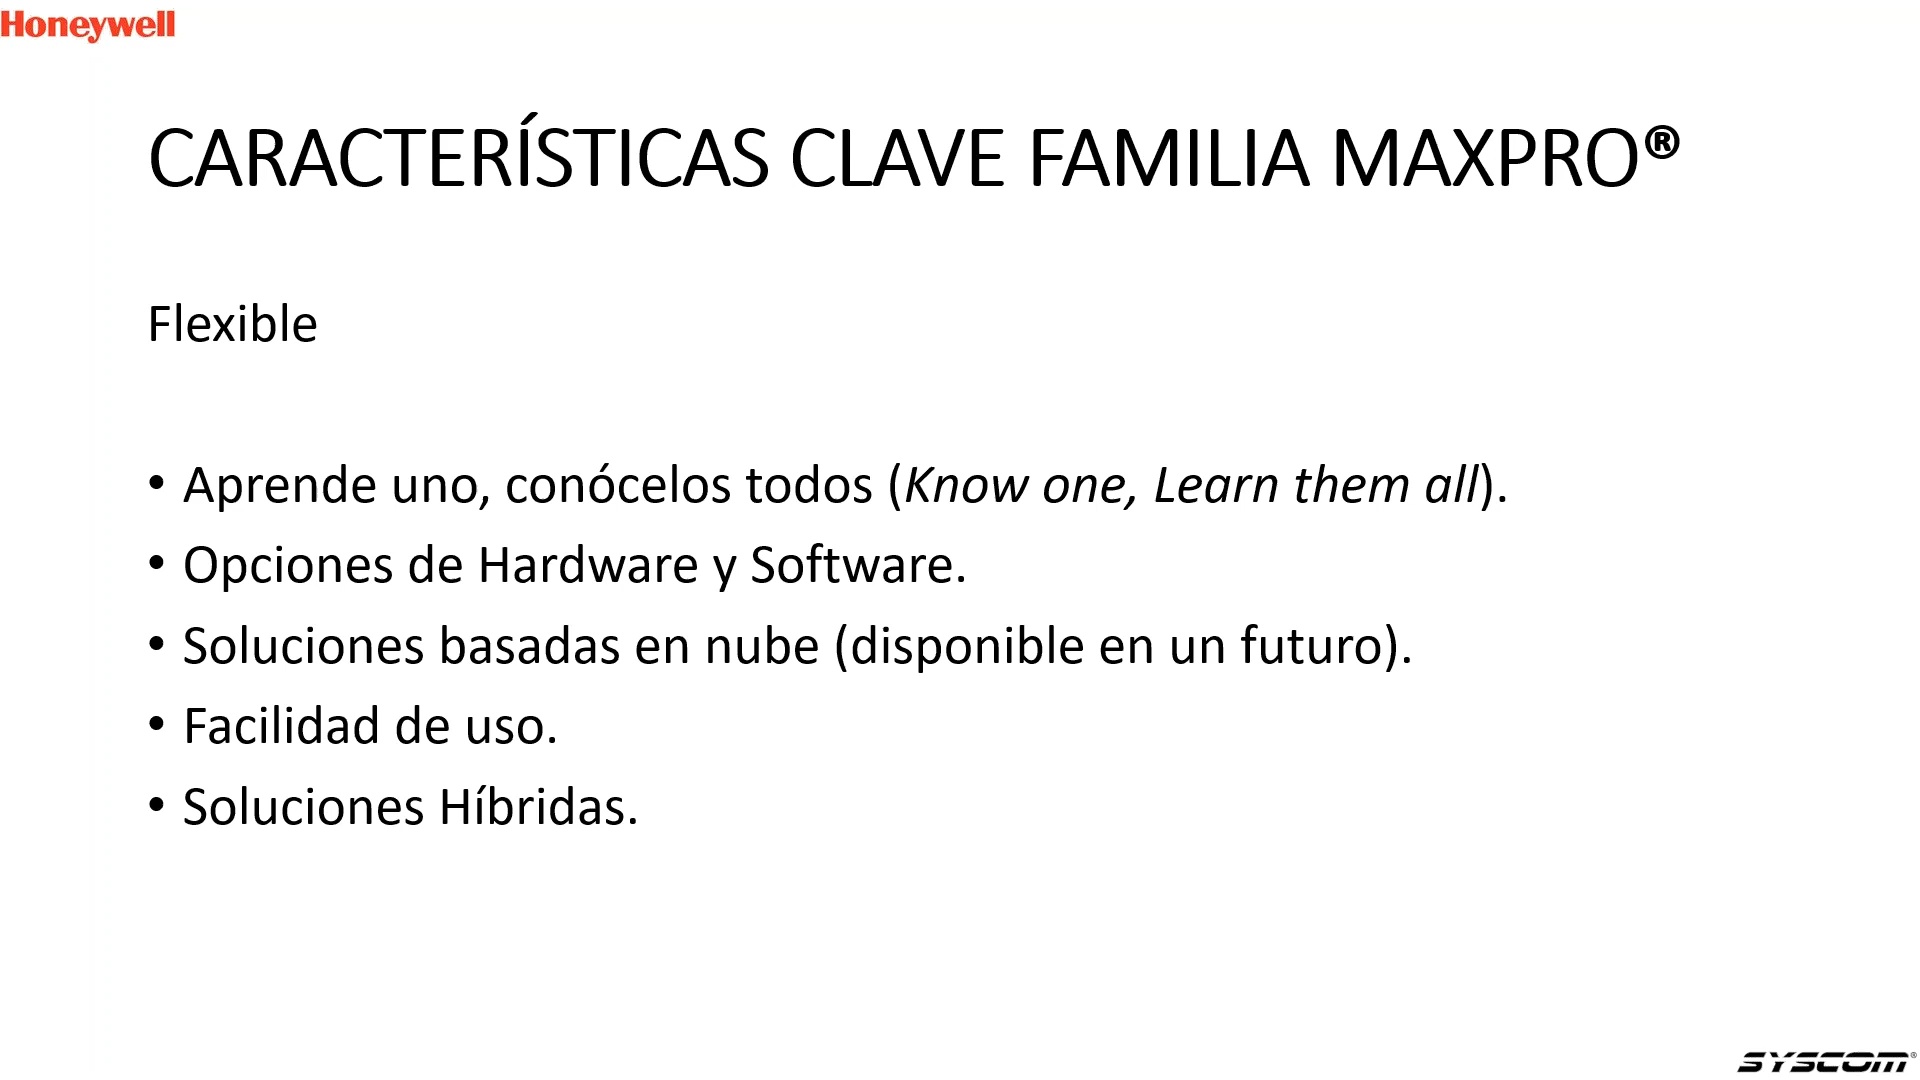 Honeywell
CARACTERÍSTICAS CLAVE FAMILIA MAXPRO®
Flexible
• Aprende uno, conócelos todos (Know one, Learn them all).
• Opciones de Hardware y Software.
• Soluciones basadas en nube (disponible en un futuro).
• Facilidad de uso.
• Soluciones Híbridas.
SYSCOM®